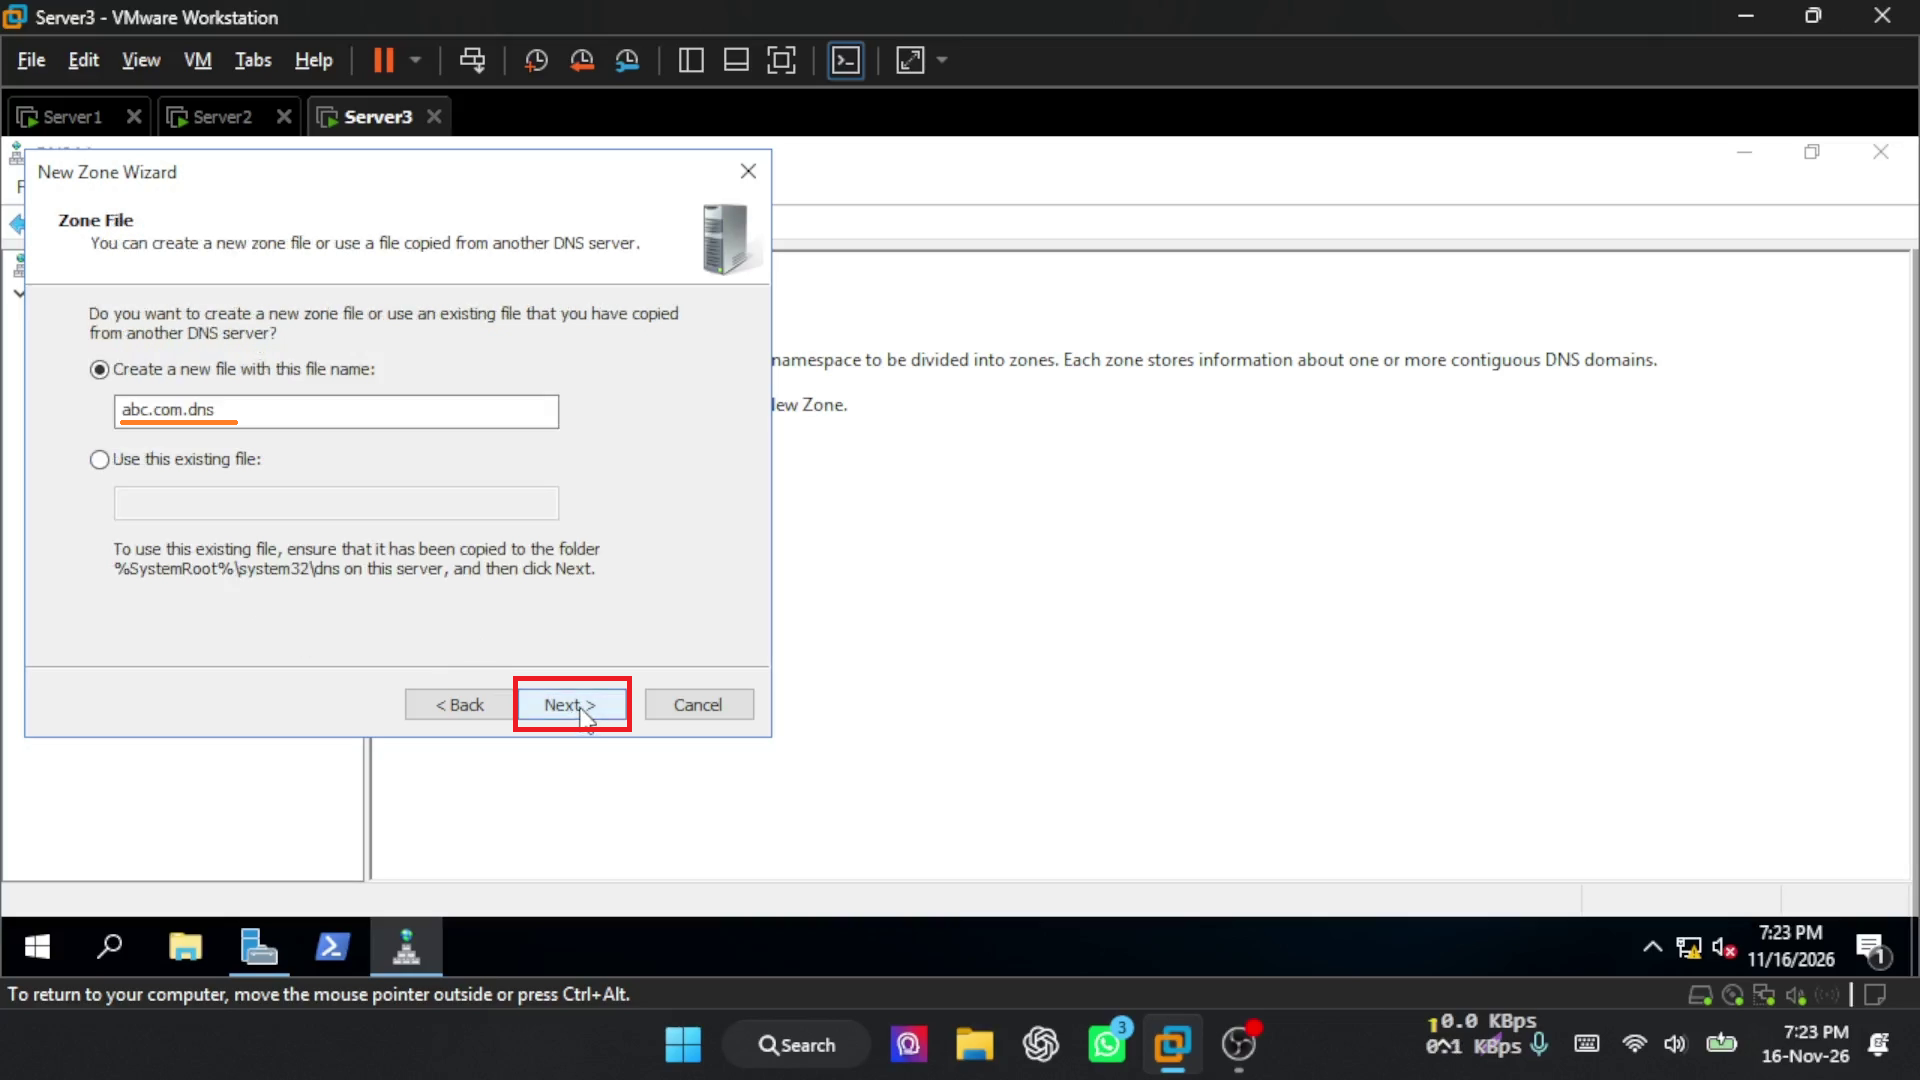 Server3 - VMware Workstation
File Edit View VM Tabs Help
Server1 Server2 Server3
New Zone Wizard
Zone File
You can create a new zone file or use a file copied from another DNS server.
Do you want to create a new zone file or use an existing file that you have copied
from another DNS server?
Create a new file with this file name:
abc.com.dns
Use this existing file:
To use this existing file, ensure that it has been copied to the folder
%SystemRoot%\system32\dns on this server, and then click Next.
< Back Next > Cancel
namespace to be divided into zones. Each zone stores information about one or more contiguous DNS domains.
New Zone.
7:23 PM
11/16/2026
1
To return to your computer, move the mouse pointer outside or press Ctrl+Alt.
Search
3
0.0 KBps
0.1 KBps
7:23 PM
16-Nov-26